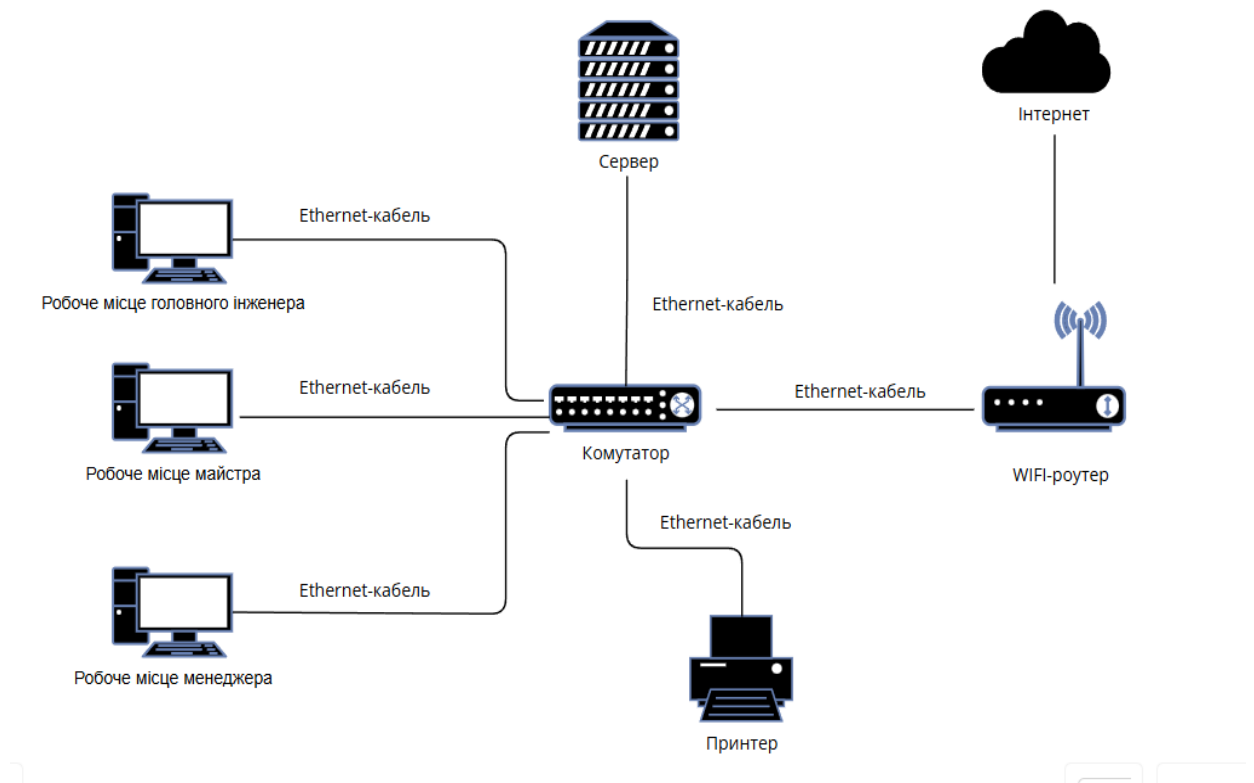 Інтернет
Сервер
Ethernet-кабель
Робоче місце головного інженера
Ethernet-кабель
Ethernet-кабель
Ethernet-кабель
Комутатор
Робоче місце майстра
WIFI-роутер
Ethernet-кабель
Ethernet-кабель
Робоче місце менеджера
Принтер